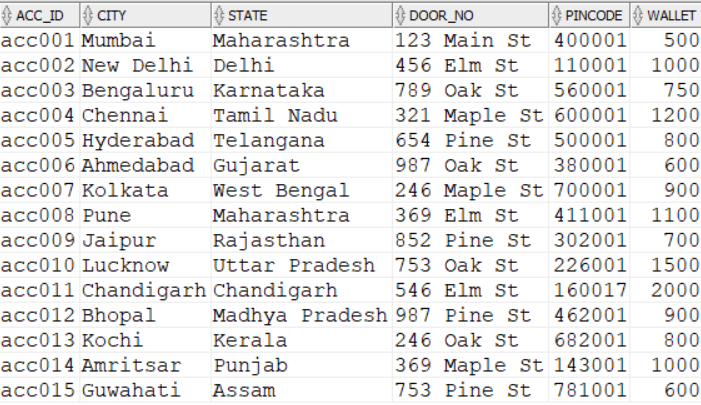 ACC_ID CITY STATE DOOR_NO PINCODE WALLET
acc001 Mumbai Maharashtra 123 Main St 400001 500
acc002 New Delhi Delhi 456 Elm St 110001 1000
acc003 Bengaluru Karnataka 789 Oak St 560001 750
acc004 Chennai Tamil Nadu 321 Maple St 600001 1200
acc005 Hyderabad Telangana 654 Pine St 500001 800
acc006 Ahmedabad Gujarat 987 Oak St 380001 600
acc007 Kolkata West Bengal 246 Maple St 700001 900
acc008 Pune Maharashtra 369 Elm St 411001 1100
acc009 Jaipur Rajasthan 852 Pine St 302001 700
acc010 Lucknow Uttar Pradesh 753 Oak St 226001 1500
acc011 Chandigarh Chandigarh 546 Elm St 160017 2000
acc012 Bhopal Madhya Pradesh 987 Pine St 462001 900
acc013 Kochi Kerala 246 Oak St 682001 800
acc014 Amritsar Punjab 369 Maple St 143001 1000
acc015 Guwahati Assam 753 Pine St 781001 600